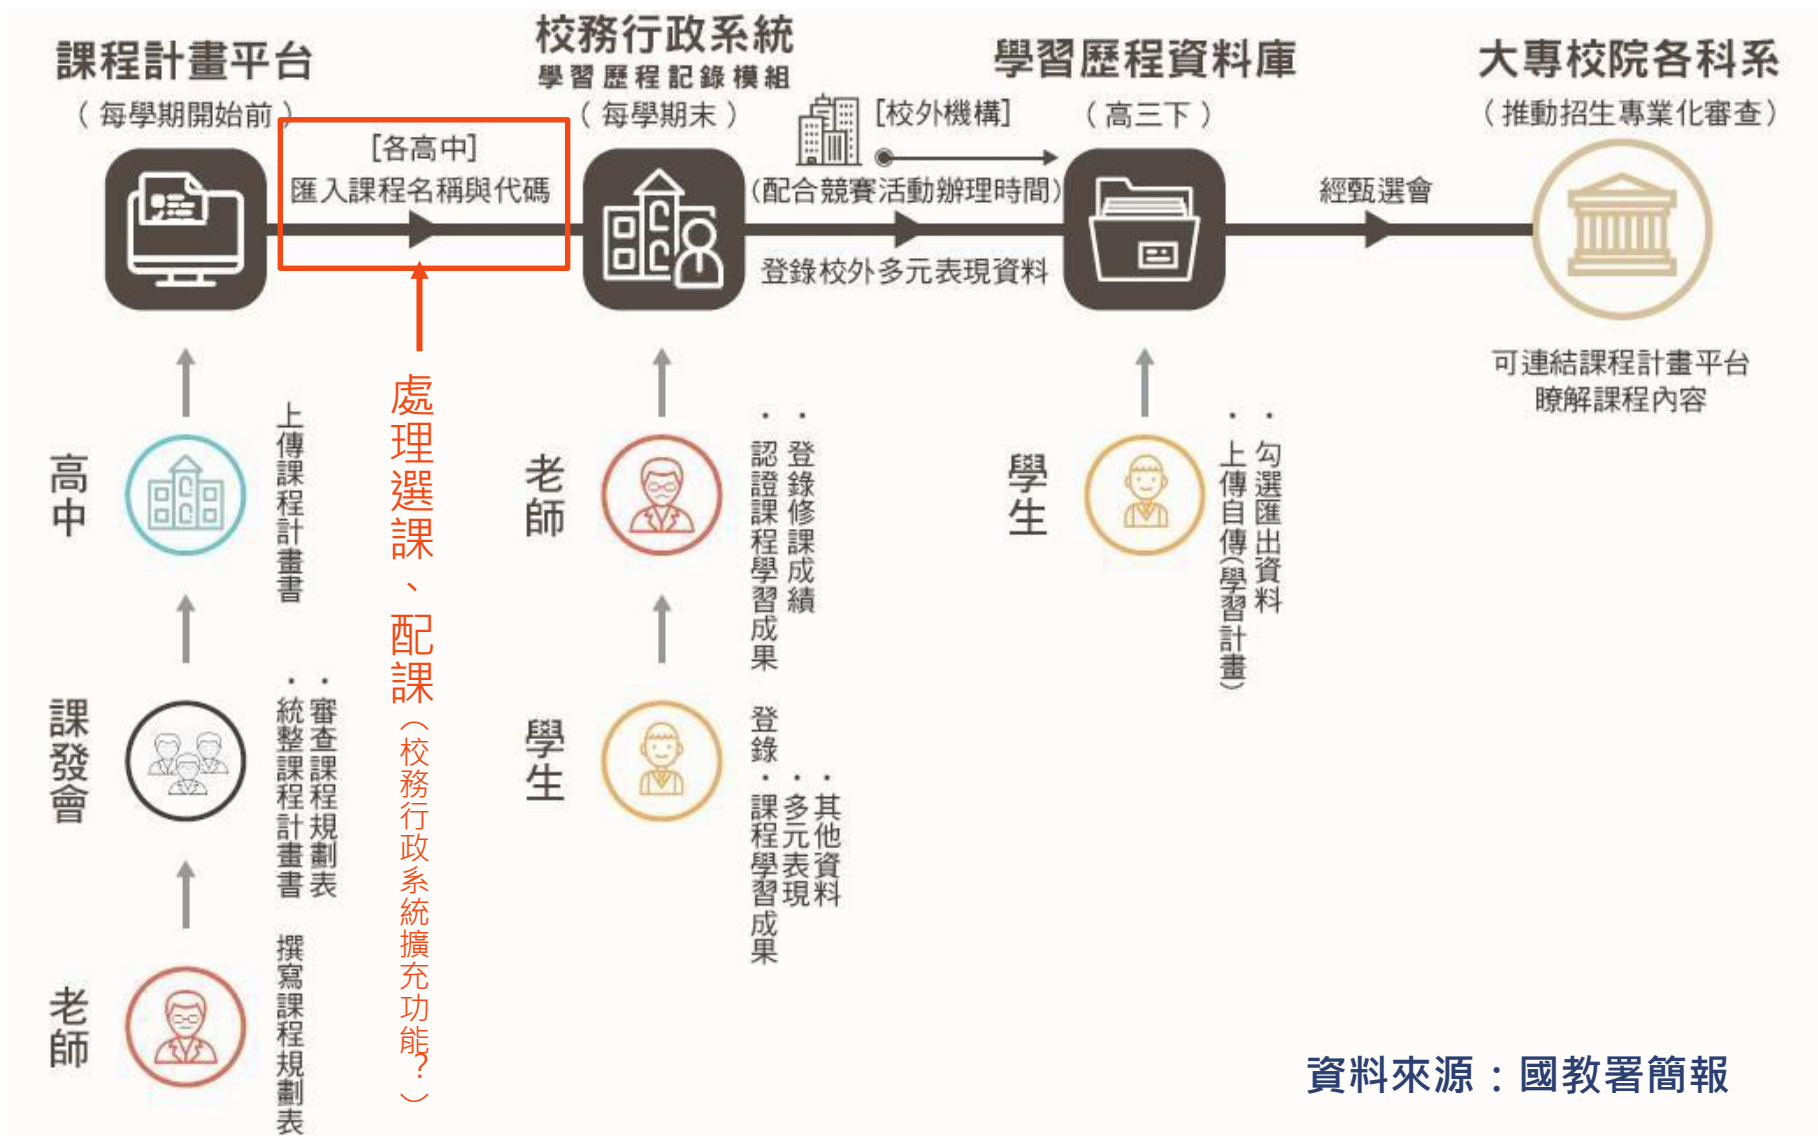 課程計畫平台
（每學期開始前）
校務行政系統
學習歷程記錄模組
（每學期末）
學習歷程資料庫
（高三下）
大專校院各科系
（推動招生專業化審查）
[各高中]
匯入課程名稱與代碼
[校外機構]
(配合競賽活動辦理時間)
登錄校外多元表現資料
經甄選會
可連結課程計畫平台
瞭解課程內容
高中
上傳課程計畫書
課發會
・審查課程規劃表
・統整課程計畫書
老師
撰寫課程規劃表
處理選課、配課（校務行政系統擴充功能？）
老師
・登錄修課成績
・認證課程學習成果
學生
登錄
・課程學習成果
・多元表現
・其他資料
學生
・勾選匯出資料
・上傳自傳(學習計畫)
資料來源：國教署簡報